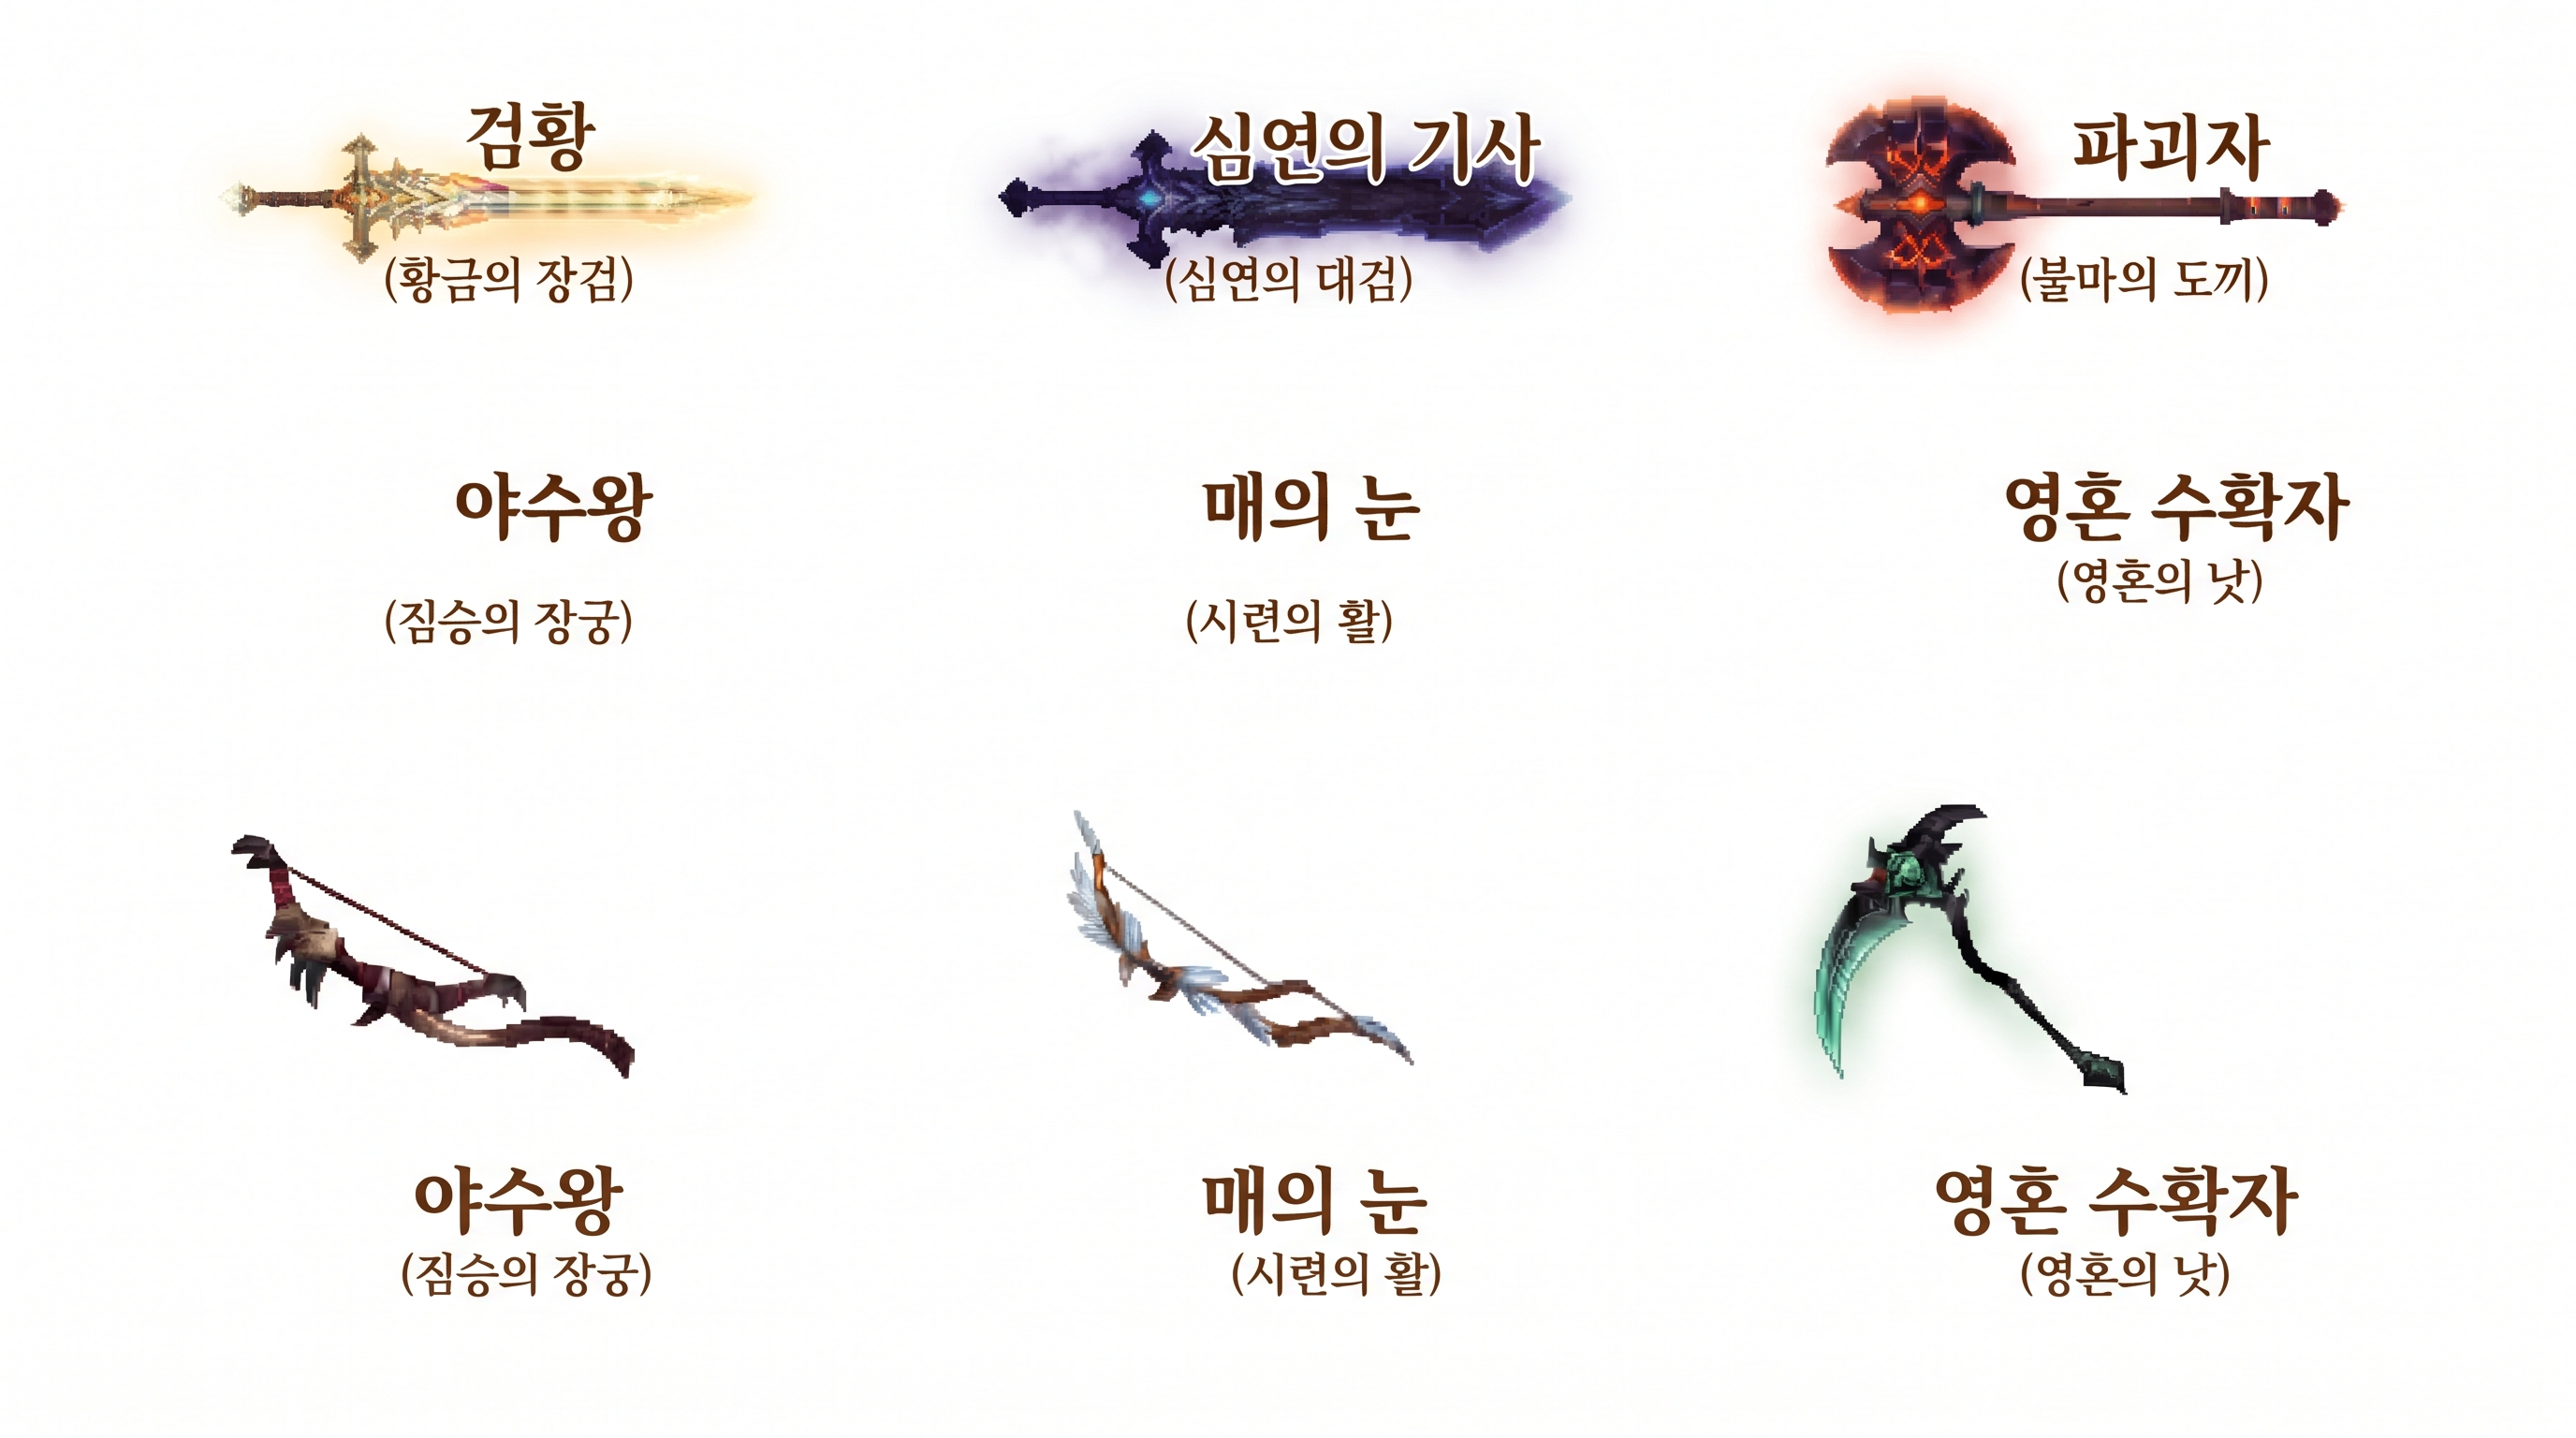 검황
(황금의 장검)
심연의 기사
(심연의 대검)
파괴자
(불마의 도끼)
야수왕
(짐승의 장궁)
매의 눈
(시련의 활)
영혼 수확자
(영혼의 낫)
야수왕
(짐승의 장궁)
매의 눈
(시련의 활)
영혼 수확자
(영혼의 낫)